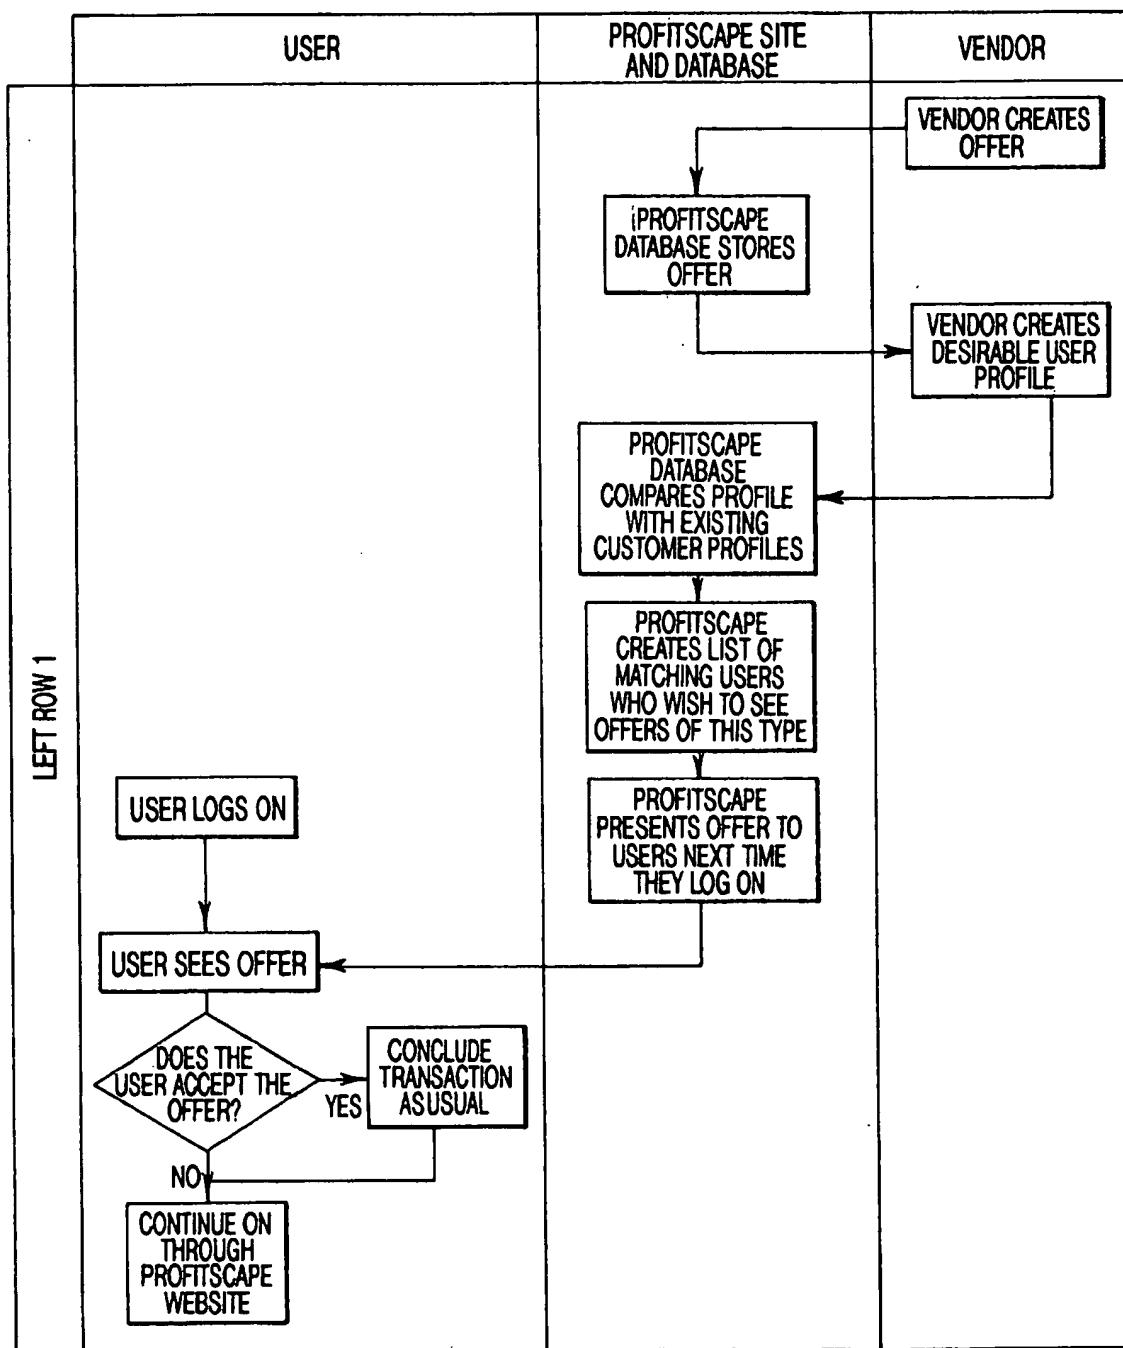 USER
PROFITSCAPE SITE
AND DATABASE
VENDOR
LEFT ROW 1
VENDOR CREATES
OFFER
iPROFITSCAPE
DATABASE STORES
OFFER
VENDOR CREATES
DESIRABLE USER
PROFILE
PROFITSCAPE
DATABASE
COMPARES PROFILE
WITH EXISTING
CUSTOMER PROFILES
PROFITSCAPE
CREATES LIST OF
MATCHING USERS
WHO WISH TO SEE
OFFERS OF THIS TYPE
PROFITSCAPE
PRESENTS OFFER TO
USERS NEXT TIME
THEY LOG ON
USER LOGS ON
USER SEES OFFER
DOES THE
USER ACCEPT THE
OFFER?
YES
CONCLUDE
TRANSACTION
AS USUAL
NO
CONTINUE ON
THROUGH
PROFITSCAPE
WEBSITE